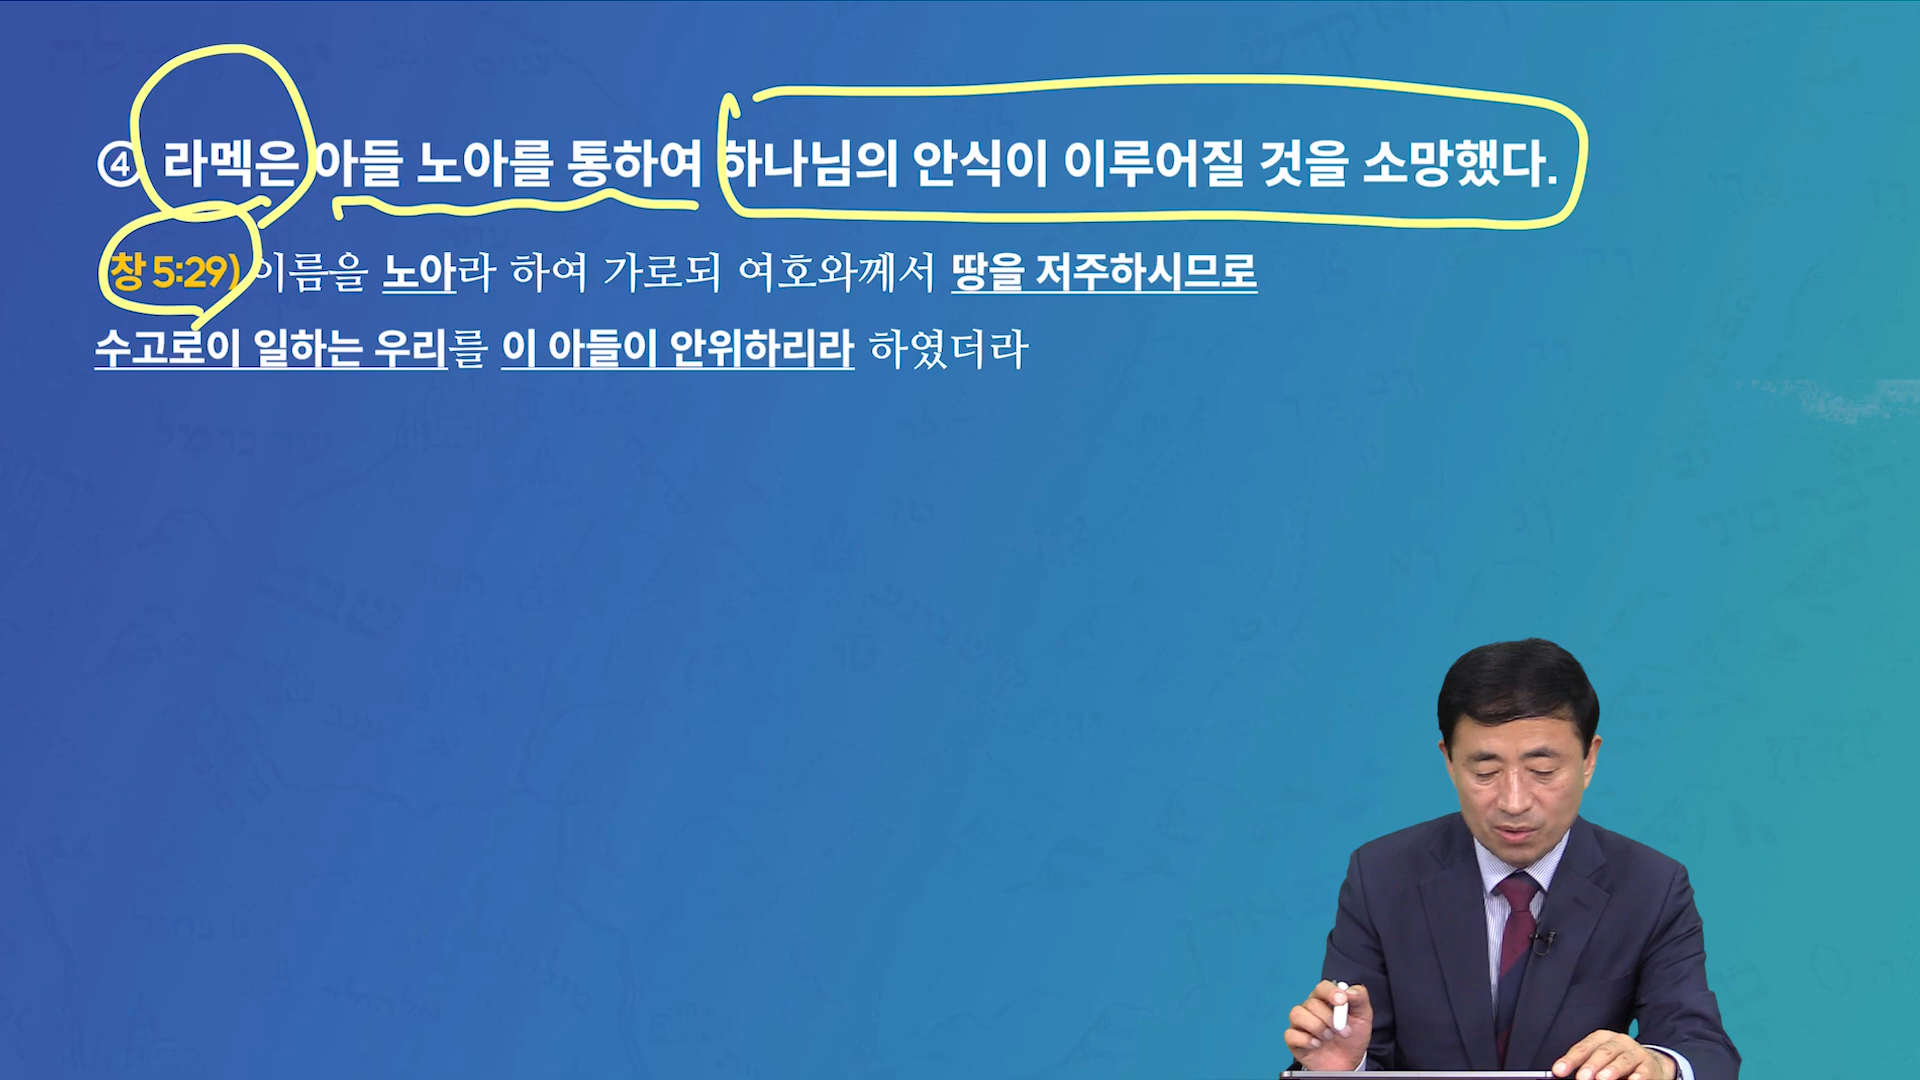 ④ 라멕은 아들 노아를 통하여 하나님의 안식이 이루어질 것을 소망했다.
창 5:29) 이름을 노아라 하여 가로되 여호와께서 땅을 저주하시므로
수고로이 일하는 우리를 이 아들이 안위하리라 하였더라